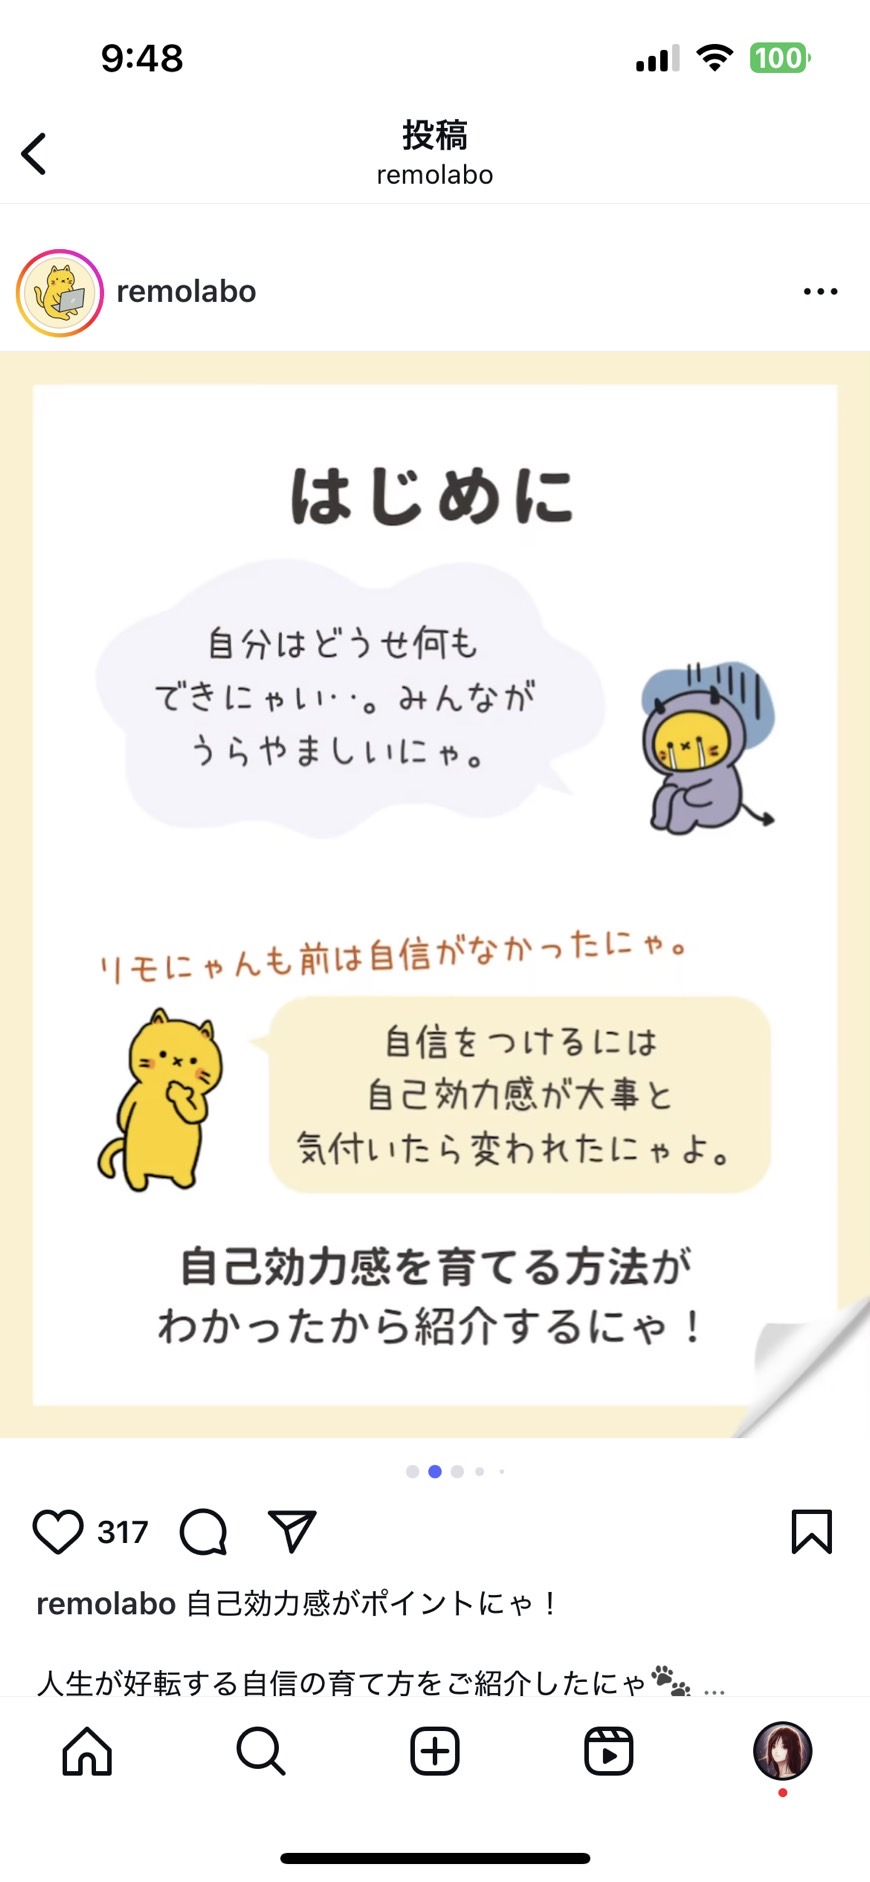 9:48
100
投稿
remolabo
remolabo
はじめに
自分はどうせ何も
できにゃい・・。みんなが
うらやましいにゃ。
リモにゃんも前は自信がなかったにゃ。
自信をつけるには
自己効力感が大事と
気付いたら変われたにゃよ。
自己効力感を育てる方法が
わかったから紹介するにゃ！
317
remolabo 自己効力感がポイントにゃ！
人生が好転する自信の育て方をご紹介したにゃ🐾 ...